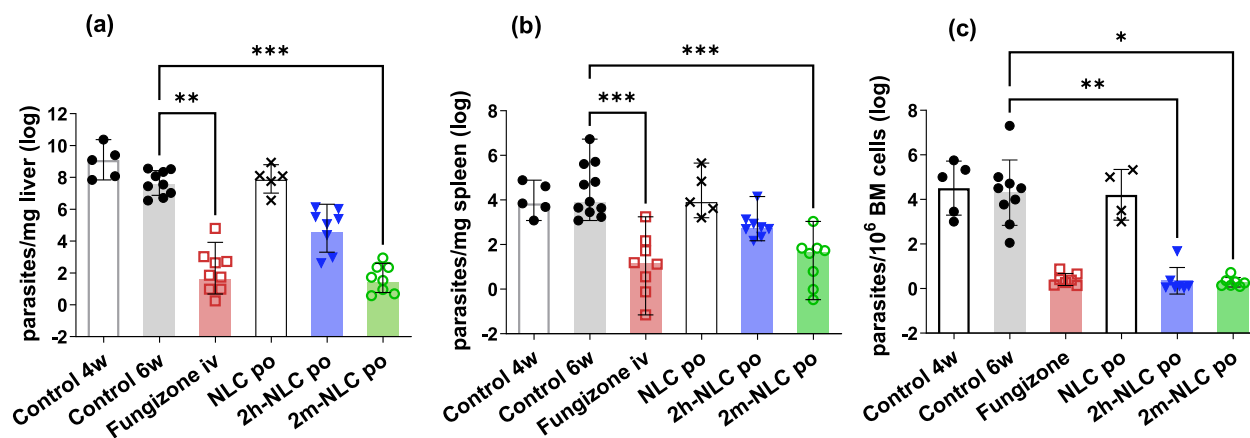 (a)
***
**
parasites/mg liver (log)
12
10
8
6
4
2
0
-2
Control 4w
Control 6w
Fungizone iv
NLC po
2h-NLC po
2m-NLC po
(b)
***
***
parasites/mg spleen (log)
8
6
4
2
0
-2
Control 4w
Control 6w
Fungizone iv
NLC po
2h-NLC po
2m-NLC po
(c)
*
**
parasites/10⁶ BM cells (log)
8
6
4
2
0
-2
Control 4w
Control 6w
Fungizone
NLC po
2h-NLC po
2m-NLC po